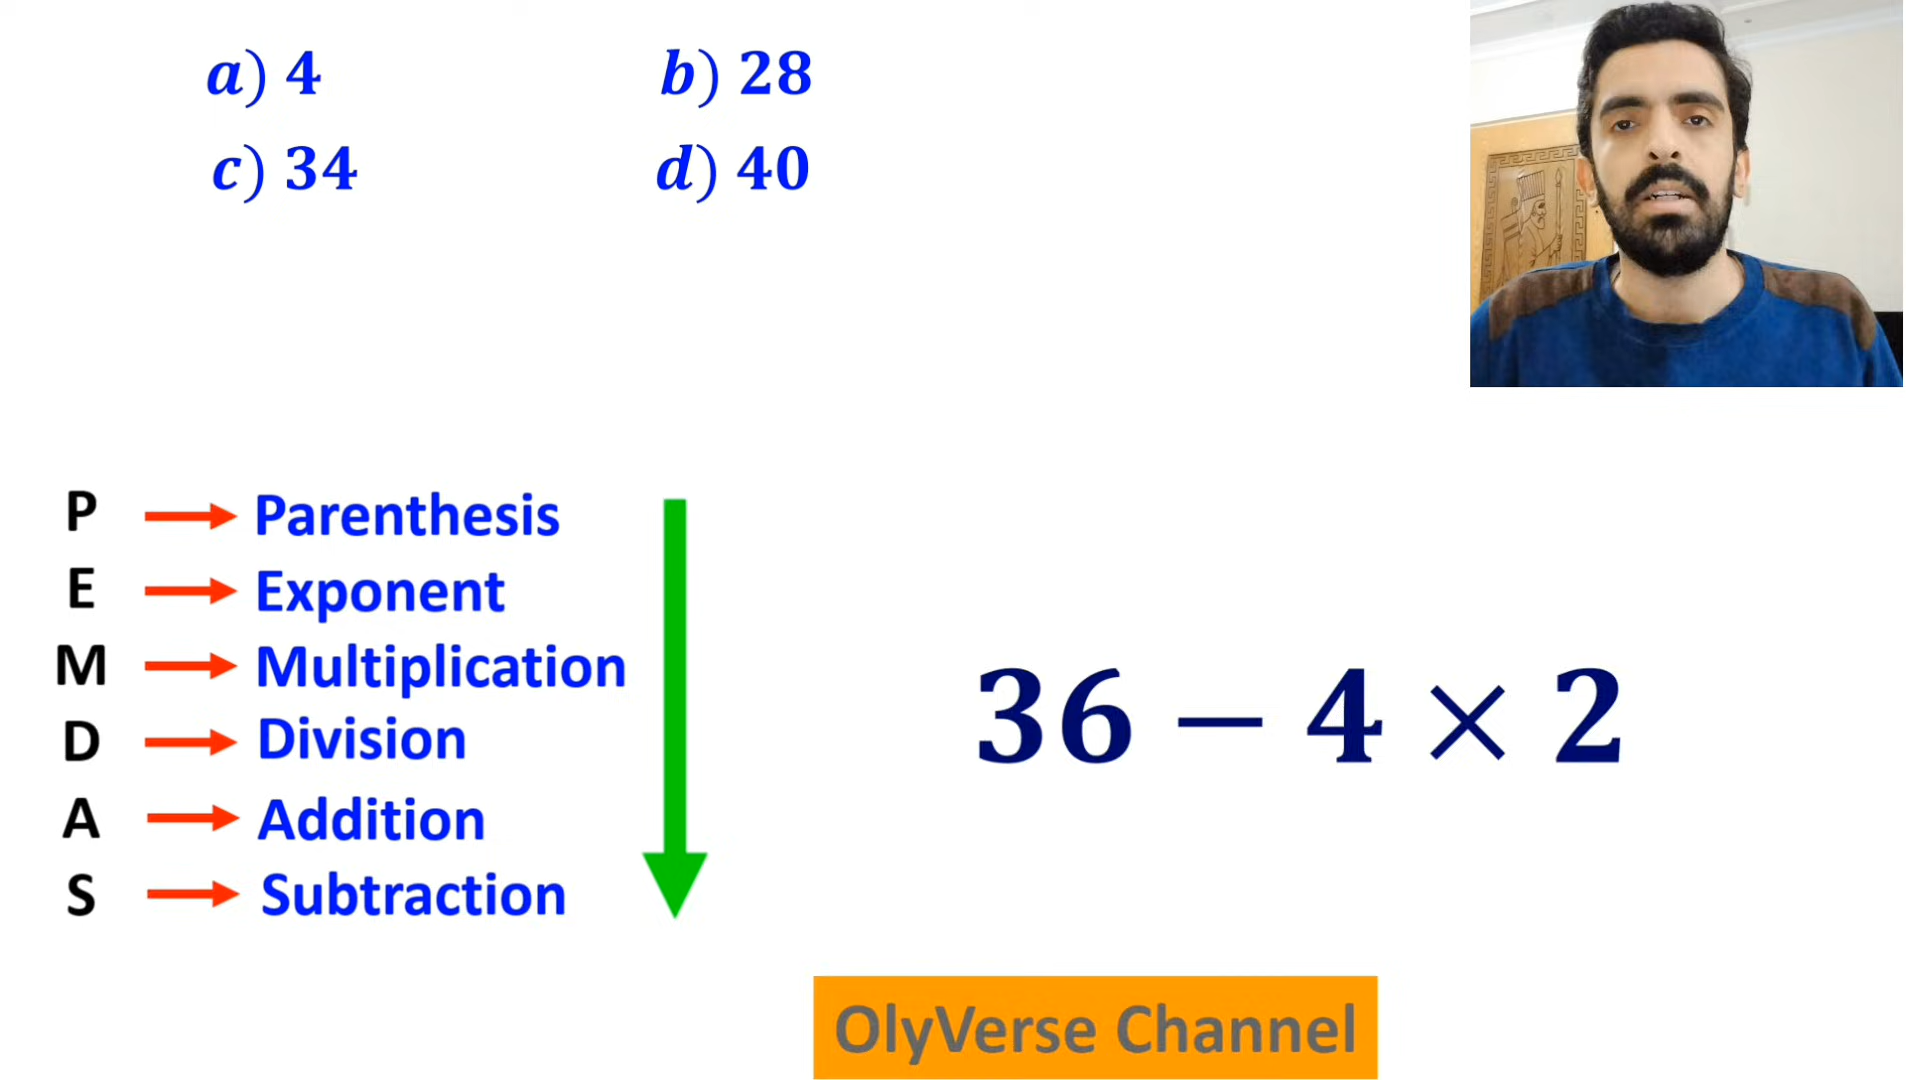 a) 4 b) 28
c) 34 d) 40
P Parenthesis
E Exponent
M Multiplication
D Division
A Addition
S Subtraction
36 − 4 × 2
OlyVerse Channel